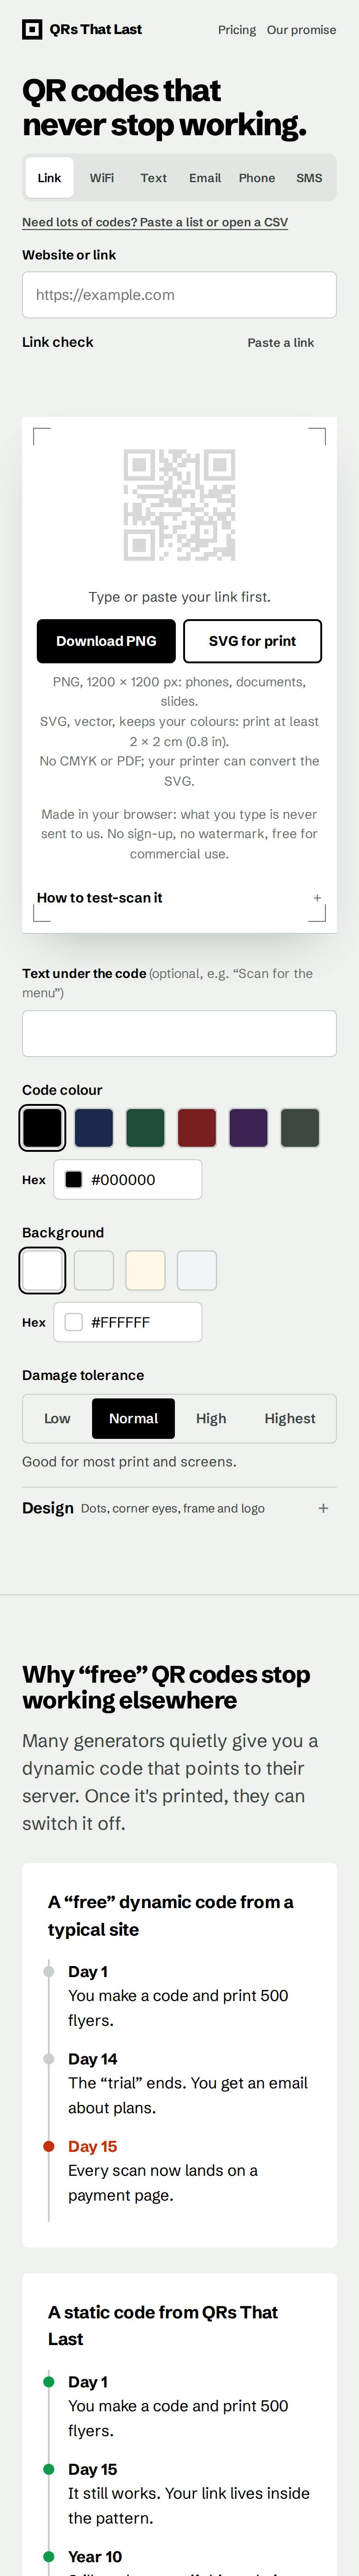 QRs That Last
Pricing
Our promise
QR codes that
never stop working.
Link
WiFi
Text
Email
Phone
SMS
Need lots of codes? Paste a list or open a CSV
Website or link
https://example.com
Link check
Paste a link
Type or paste your link first.
Download PNG
SVG for print
PNG, 1200 × 1200 px: phones, documents,
slides.
SVG, vector, keeps your colours: print at least
2 × 2 cm (0.8 in).
No CMYK or PDF; your printer can convert the
SVG.
Made in your browser: what you type is never
sent to us. No sign-up, no watermark, free for
commercial use.
How to test-scan it
+
Text under the code (optional, e.g. “Scan for the
menu”)
Code colour
Hex
#000000
Background
Hex
#FFFFFF
Damage tolerance
Low
Normal
High
Highest
Good for most print and screens.
Design Dots, corner eyes, frame and logo
+
Why “free” QR codes stop
working elsewhere
Many generators quietly give you a
dynamic code that points to their
server. Once it's printed, they can
switch it off.
A “free” dynamic code from a
typical site
Day 1
You make a code and print 500
flyers.
Day 14
The “trial” ends. You get an email
about plans.
Day 15
Every scan now lands on a
payment page.
A static code from QRs That
Last
Day 1
You make a code and print 500
flyers.
Day 15
It still works. Your link lives inside
the pattern.
Year 10